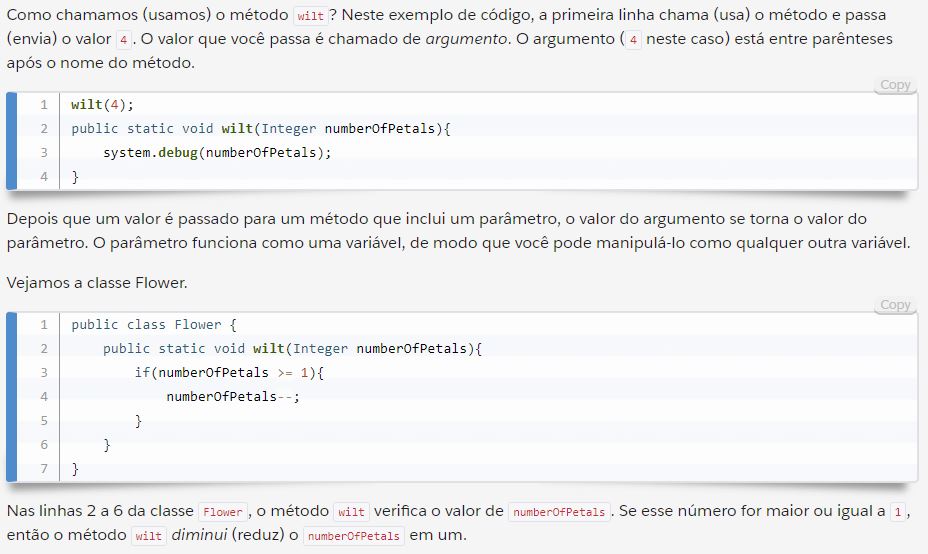 Como chamamos (usamos) o método wilt? Neste exemplo de código, a primeira linha chama (usa) o método e passa
(envia) o valor 4. O valor que você passa é chamado de argumento. O argumento (4 neste caso) está entre parênteses
após o nome do método.
Copy
1 wilt(4);
2 public static void wilt(Integer numberOfPetals){
3 system.debug(numberOfPetals);
4 }
Depois que um valor é passado para um método que inclui um parâmetro, o valor do argumento se torna o valor do
parâmetro. O parâmetro funciona como uma variável, de modo que você pode manipulá-lo como qualquer outra variável.
Vejamos a classe Flower.
Copy
1 public class Flower {
2 public static void wilt(Integer numberOfPetals){
3 if(numberOfPetals >= 1){
4 numberOfPetals--;
5 }
6 }
7 }
Nas linhas 2 a 6 da classe Flower, o método wilt verifica o valor de numberOfPetals. Se esse número for maior ou igual a 1,
então o método wilt diminui (reduz) o numberOfPetals em um.